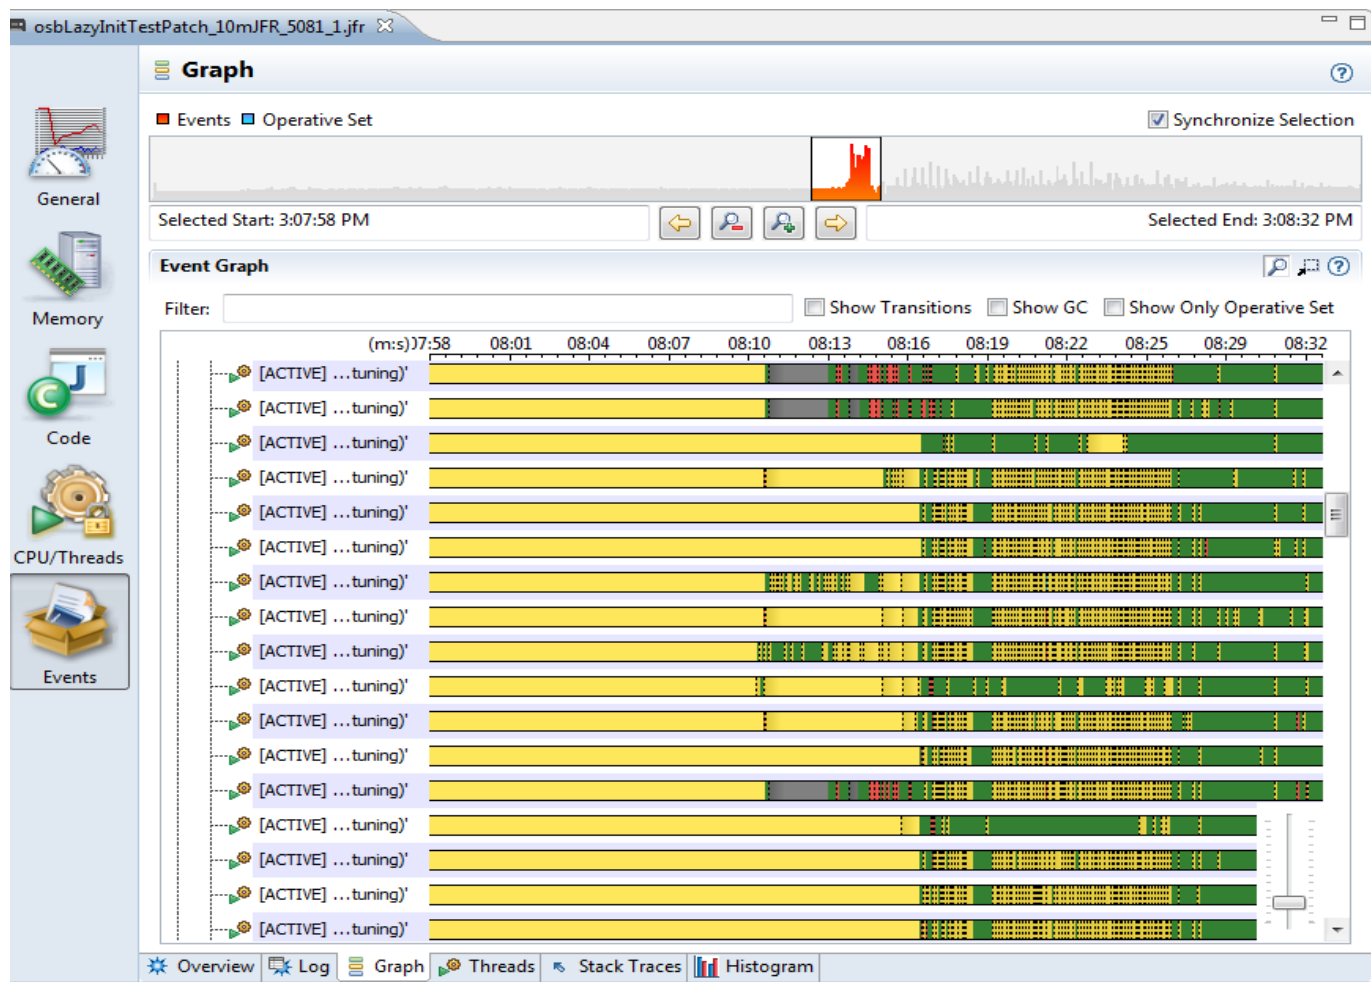 osbLazyInitTestPatch_10mJFR_5081_1.jfr
Graph
Events Operative Set
Synchronize Selection
General
Selected Start: 3:07:58 PM
Selected End: 3:08:32 PM
Event Graph
Memory
Filter:
Show Transitions Show GC Show Only Operative Set
(m:s) 07:58 08:01 08:04 08:07 08:10 08:13 08:16 08:19 08:22 08:25 08:29 08:32
[ACTIVE] ...tuning)'
[ACTIVE] ...tuning)'
Code
[ACTIVE] ...tuning)'
[ACTIVE] ...tuning)'
[ACTIVE] ...tuning)'
CPU/Threads
[ACTIVE] ...tuning)'
[ACTIVE] ...tuning)'
[ACTIVE] ...tuning)'
[ACTIVE] ...tuning)'
Events
[ACTIVE] ...tuning)'
[ACTIVE] ...tuning)'
[ACTIVE] ...tuning)'
[ACTIVE] ...tuning)'
[ACTIVE] ...tuning)'
[ACTIVE] ...tuning)'
[ACTIVE] ...tuning)'
[ACTIVE] ...tuning)'
Overview Log Graph Threads Stack Traces Histogram